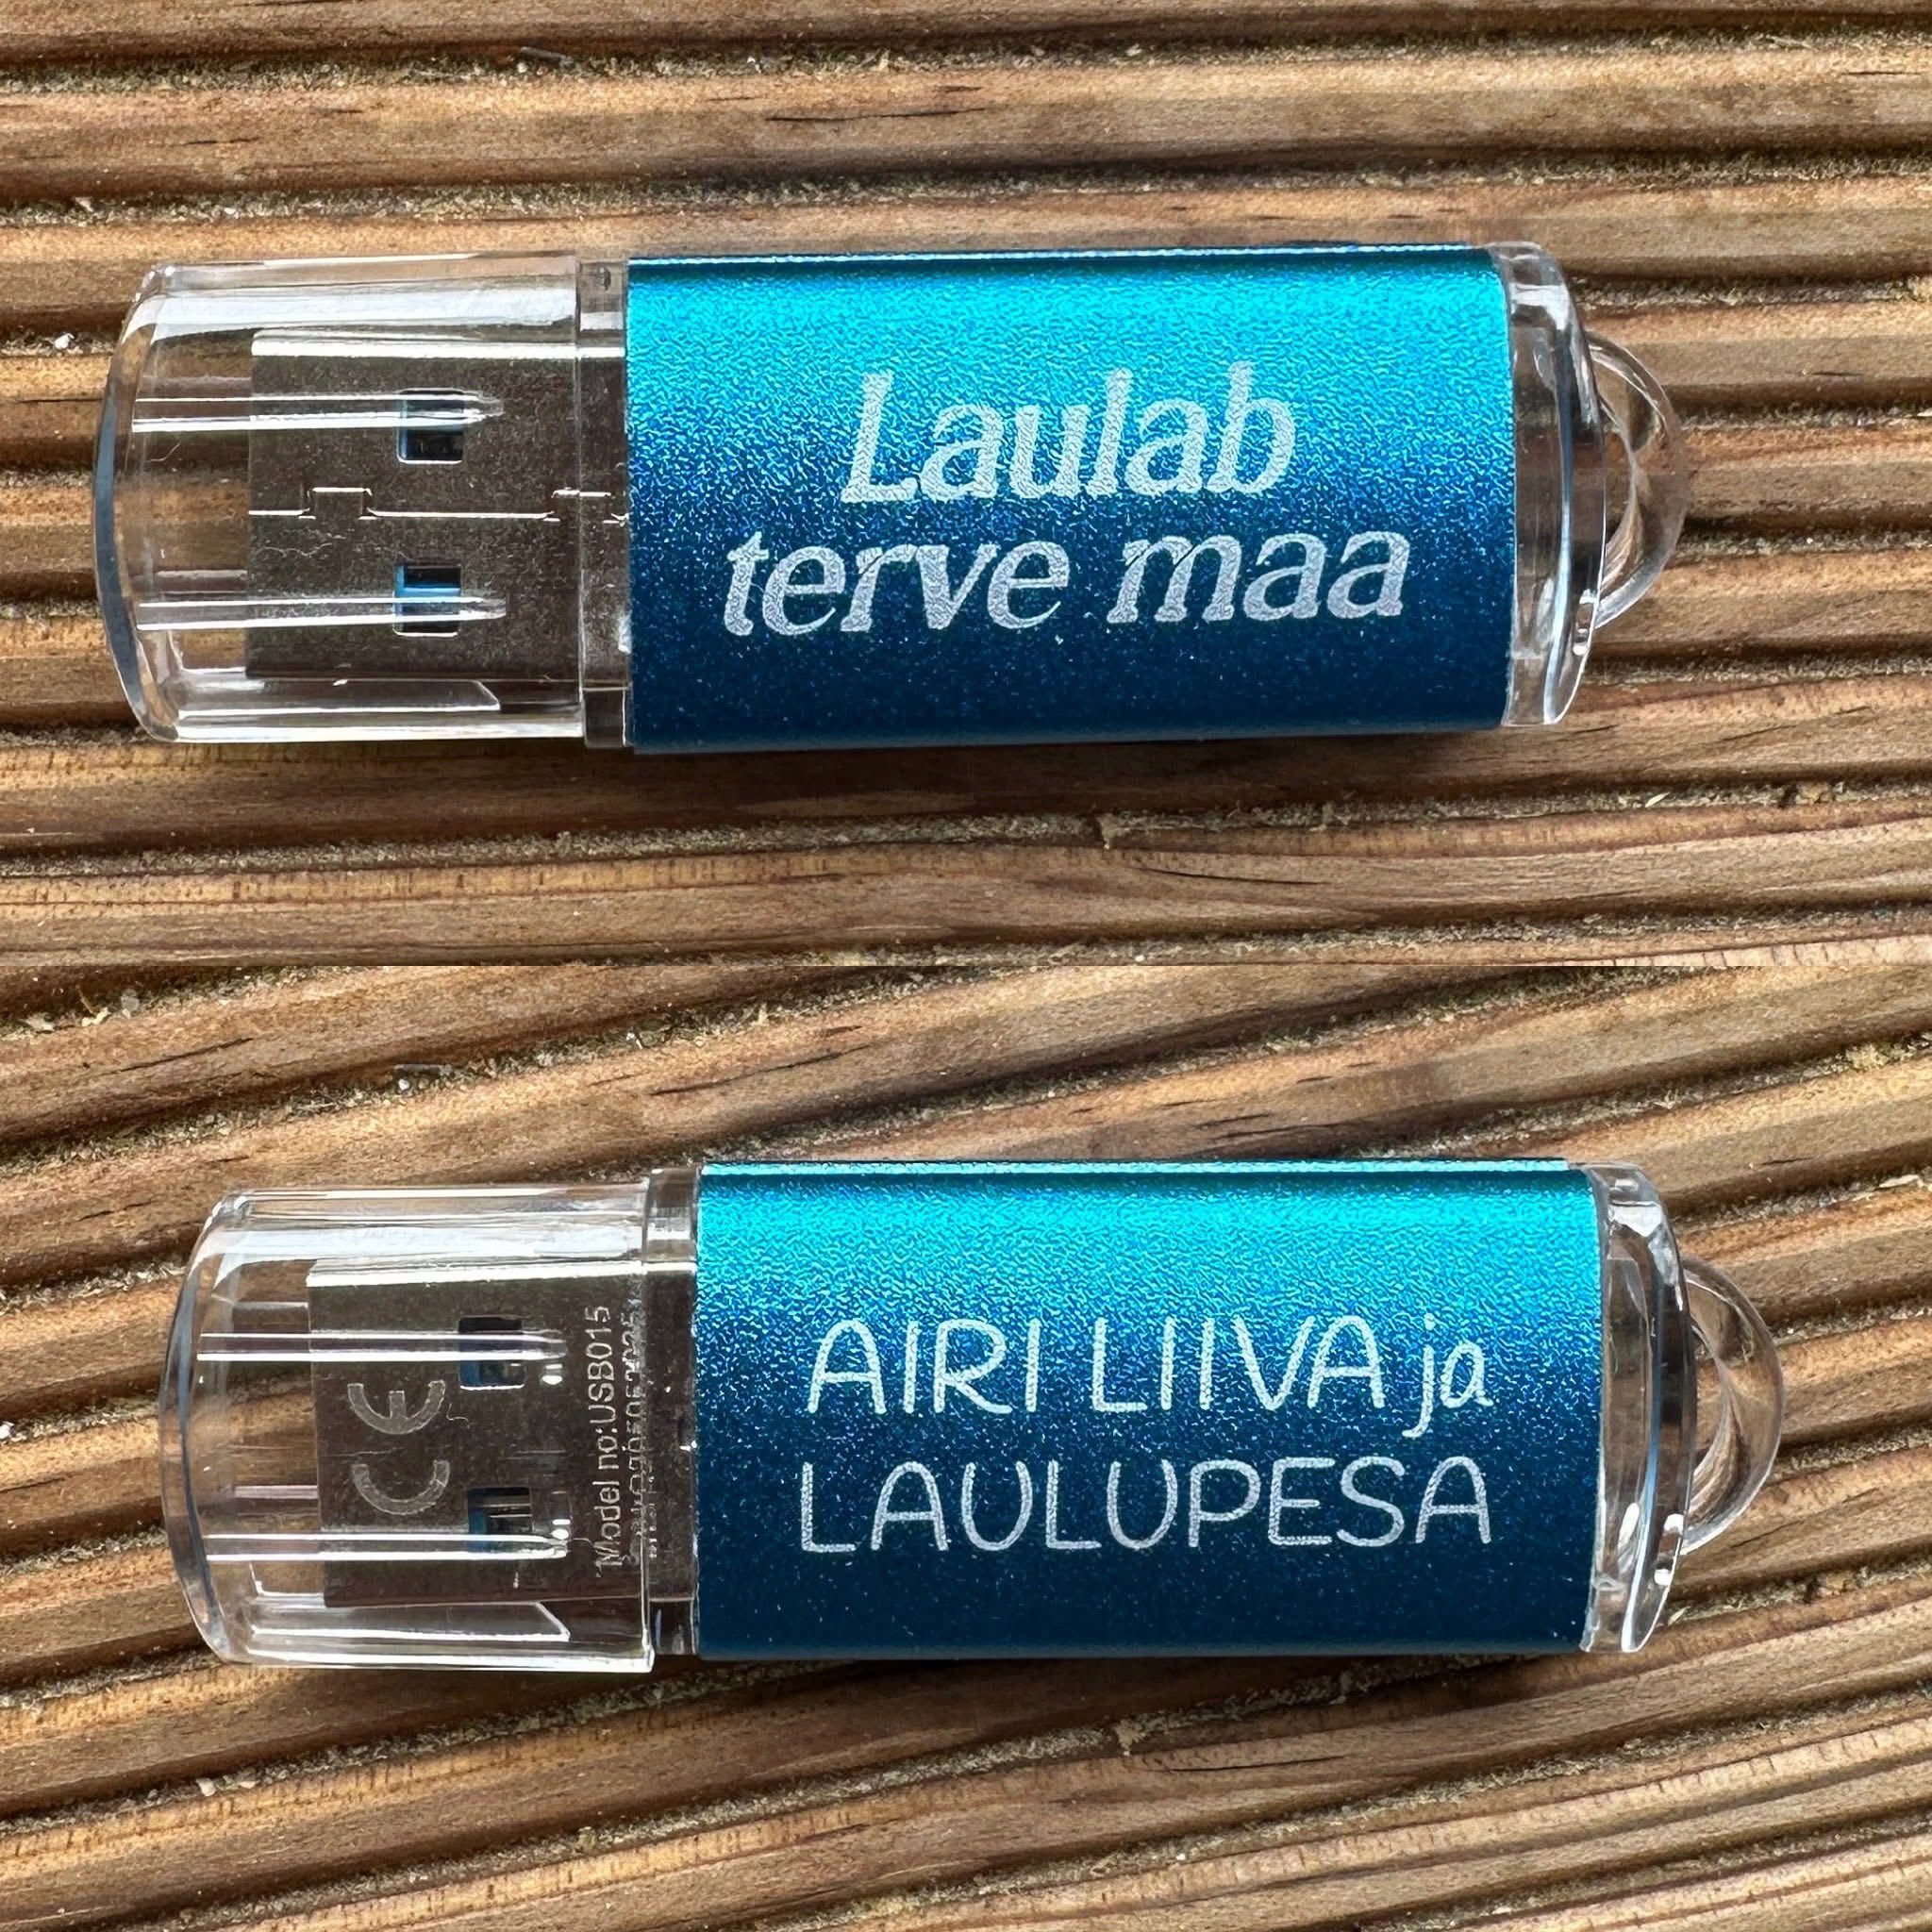 Laulab
terve maa
CE
Model no:USB015
AIRI LIIVA ja
LAULUPESA